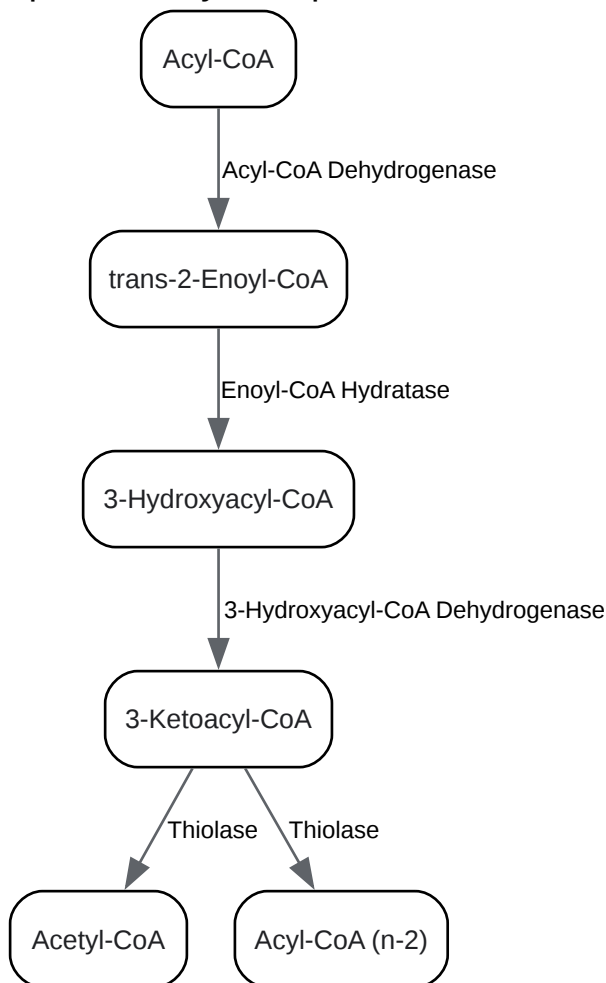 Acyl-CoA
Acyl-CoA Dehydrogenase
trans-2-Enoyl-CoA
Enoyl-CoA Hydratase
3-Hydroxyacyl-CoA
3-Hydroxyacyl-CoA Dehydrogenase
3-Ketoacyl-CoA
Thiolase
Thiolase
Acetyl-CoA
Acyl-CoA (n-2)